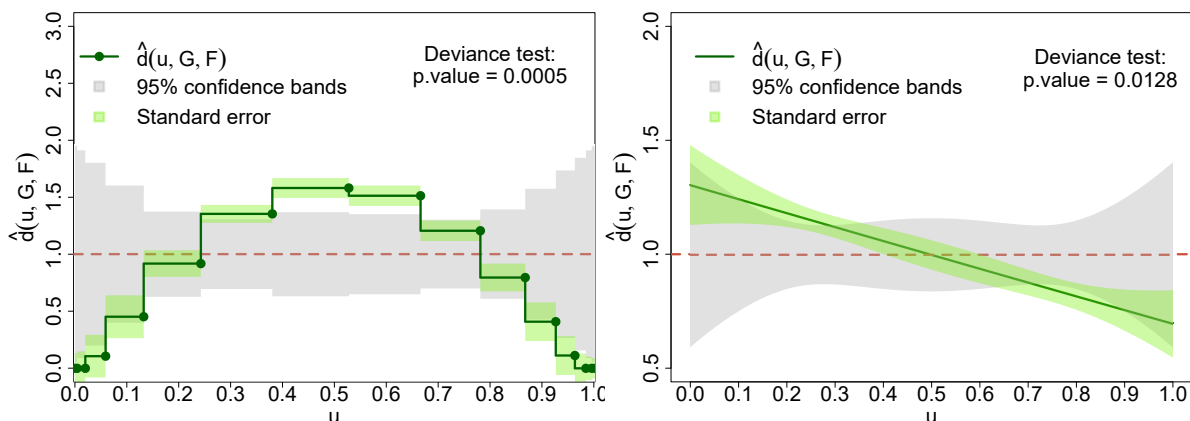 d̂(u, G, F)
95% confidence bands
Standard error
Deviance test:
p.value = 0.0005
d̂(u, G, F)
3.0
2.5
2.0
1.5
1.0
0.5
0.0
0.0 0.1 0.2 0.3 0.4 0.5 0.6 0.7 0.8 0.9 1.0
u
d̂(u, G, F)
95% confidence bands
Standard error
Deviance test:
p.value = 0.0128
d̂(u, G, F)
2.0
1.5
1.0
0.5
0.0 0.1 0.2 0.3 0.4 0.5 0.6 0.7 0.8 0.9 1.0
u